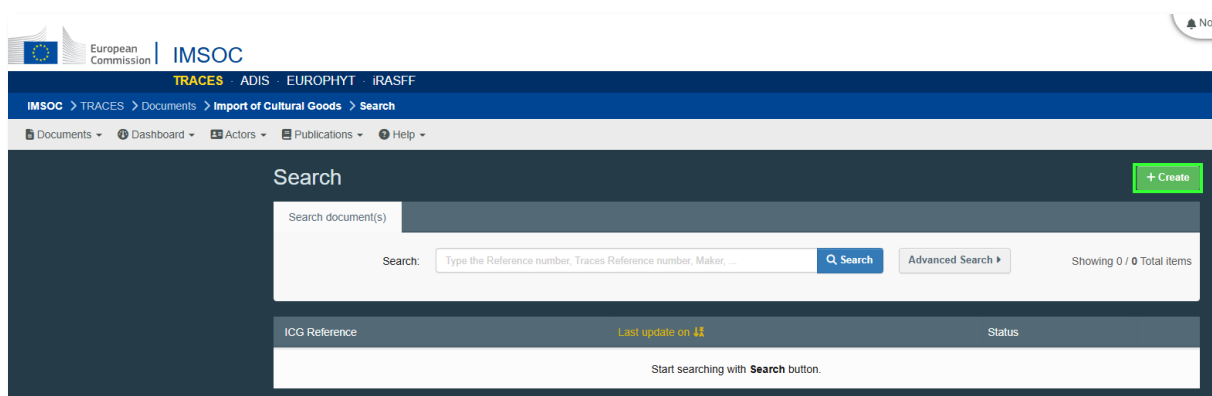 No
European
Commission
IMSOC
TRACES · ADIS · EUROPHYT · iRASFF
IMSOC > TRACES > Documents > Import of Cultural Goods > Search
Documents Dashboard Actors Publications Help
Search
+ Create
Search document(s)
Search: Type the Reference number, Traces Reference number, Maker, ... Search Advanced Search Showing 0 / 0 Total items
ICG Reference Last update on Status
Start searching with Search button.